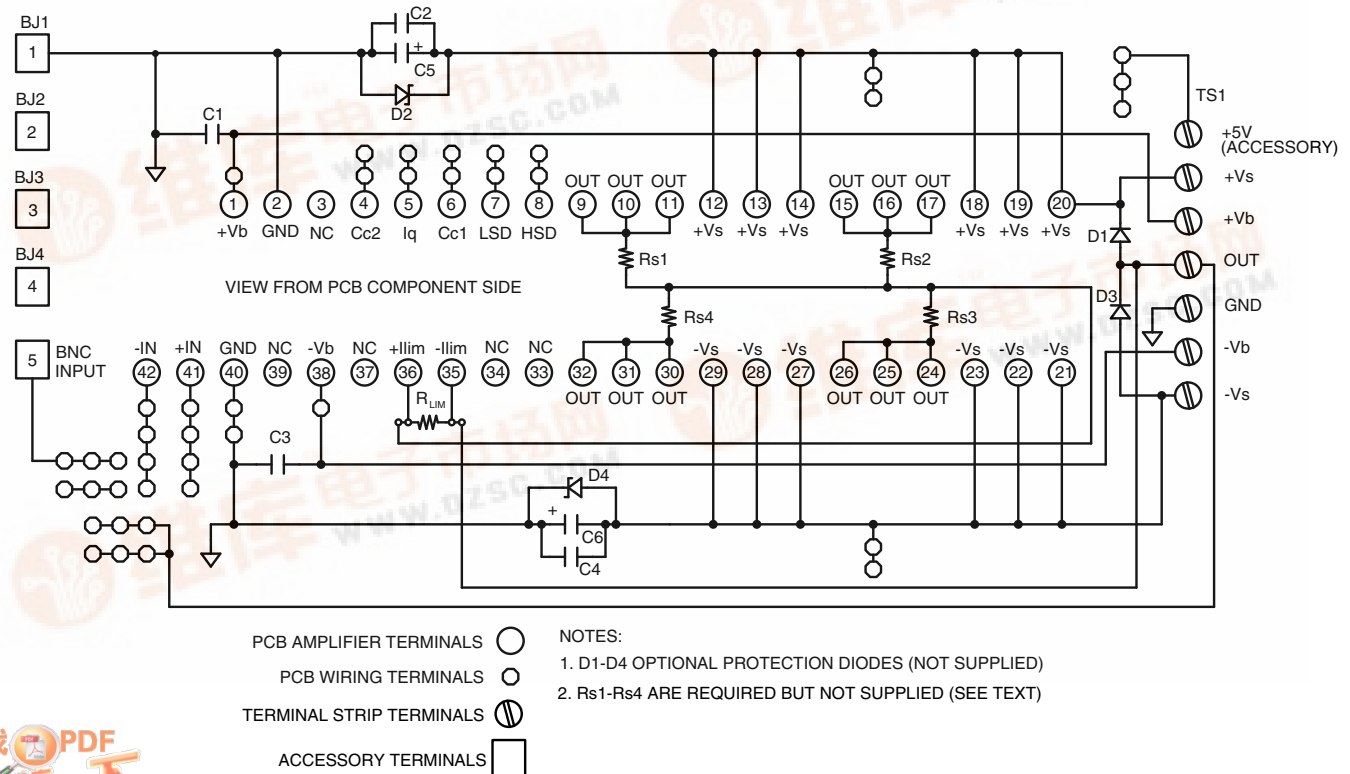 BJ1
1
BJ2
2
BJ3
3
BJ4
4
5
BNC
INPUT
C2
+
C5
D2
C1
TS1
+5V
(ACCESSORY)
+Vs
+Vb
OUT
GND
-Vb
-Vs
D1
D3
OUT OUT OUT
OUT OUT OUT
1 2 3 4 5 6 7 8 9 10 11 12 13 14 15 16 17 18 19 20
+Vb GND NC Cc2 Iq Cc1 LSD HSD
+Vs +Vs +Vs
+Vs +Vs +Vs
Rs1
Rs2
VIEW FROM PCB COMPONENT SIDE
Rs4
Rs3
-IN +IN GND NC -Vb NC +Ilim -Ilim NC NC
-Vs -Vs -Vs
-Vs -Vs -Vs
42 41 40 39 38 37 36 35 34 33 32 31 30 29 28 27 26 25 24 23 22 21
OUT OUT OUT
OUT OUT OUT
RLIM
C3
D4
+
C6
C4
PCB AMPLIFIER TERMINALS
PCB WIRING TERMINALS
TERMINAL STRIP TERMINALS
ACCESSORY TERMINALS
NOTES:
1. D1-D4 OPTIONAL PROTECTION DIODES (NOT SUPPLIED)
2. Rs1-Rs4 ARE REQUIRED BUT NOT SUPPLIED (SEE TEXT)
维库电子市场网
WWW.DZSC.COM
PDF